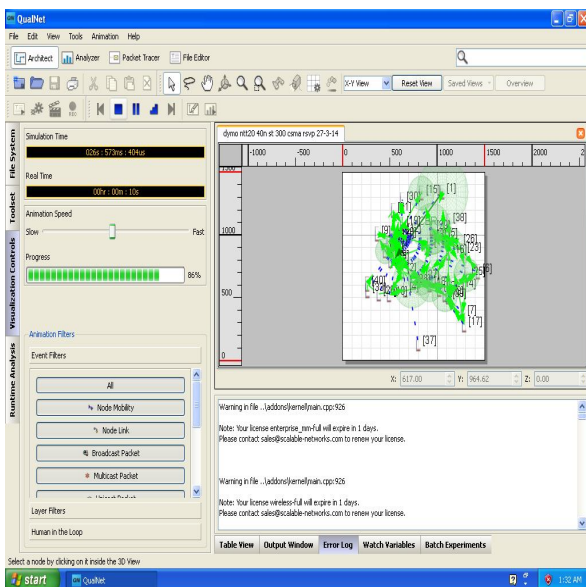 QualNet
File Edit View Tools Animation Help
Architect Analyzer Packet Tracer File Editor
X-Y View Reset View Saved Views Overview
File System
Toolset
Visualization Controls
Runtime Analysis
Simulation Time
026s : 573ms : 404us
Real Time
00hr : 00m : 10s
Animation Speed
Slow Fast
Progress
86%
Animation Filters
Event Filters
All
Node Mobility
Node Link
Broadcast Packet
Multicast Packet
Unicast Packet
Layer Filters
Human in the Loop
dymo ntt20 40n st 300 csma rsvp 27-3-14
-1000 -500 0 500 1000 1500 2000
1500
1000
500
0
[15] [1]
[30]
[38]
[26]
[23]
[7]
[17]
[37]
X: 617.00 Y: 964.62 Z: 0.00
Warning in file ..\addons\kernel\main.cpp:926
Note: Your license enterprise_mm-full will expire in 1 days.
Please contact sales@scalable-networks.com to renew your license.
Warning in file ..\addons\kernel\main.cpp:926
Note: Your license wireless-full will expire in 1 days.
Please contact sales@scalable-networks.com to renew your license.
Table View Output Window Error Log Watch Variables Batch Experiments
Select a node by clicking on it inside the 3D View
start QualNet 1:32 AM